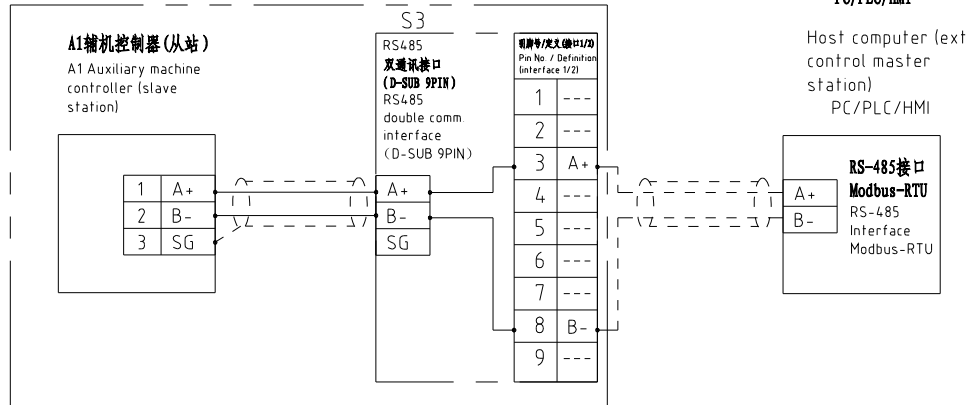 PC/PLC/HMI
Host computer (ext
control master
station)
PC/PLC/HMI
S3
A1辅机控制器(从站)
A1 Auxiliary machine
controller (slave
station)
RS485
双通讯接口
(D-SUB 9PIN)
RS485
double comm.
interface
(D-SUB 9PIN)
引脚号/定义(接口1/2)
Pin No. / Definition
(interface 1/2)
1 ---
2 ---
3 A+
4 ---
5 ---
6 ---
7 ---
8 B-
9 ---
1 A+
2 B-
3 SG
A+
B-
SG
A+
B-
RS-485接口
Modbus-RTU
RS-485
Interface
Modbus-RTU